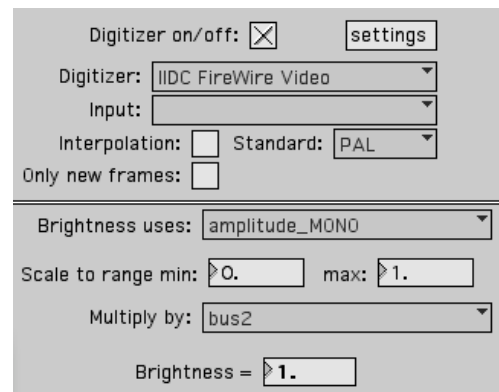 Digitizer on/off: settings
Digitizer: IIDC FireWire Video
Input:
Interpolation: Standard: PAL
Only new frames:
Brightness uses: amplitude_MONO
Scale to range min: 0. max: 1.
Multiply by: bus2
Brightness = 1.